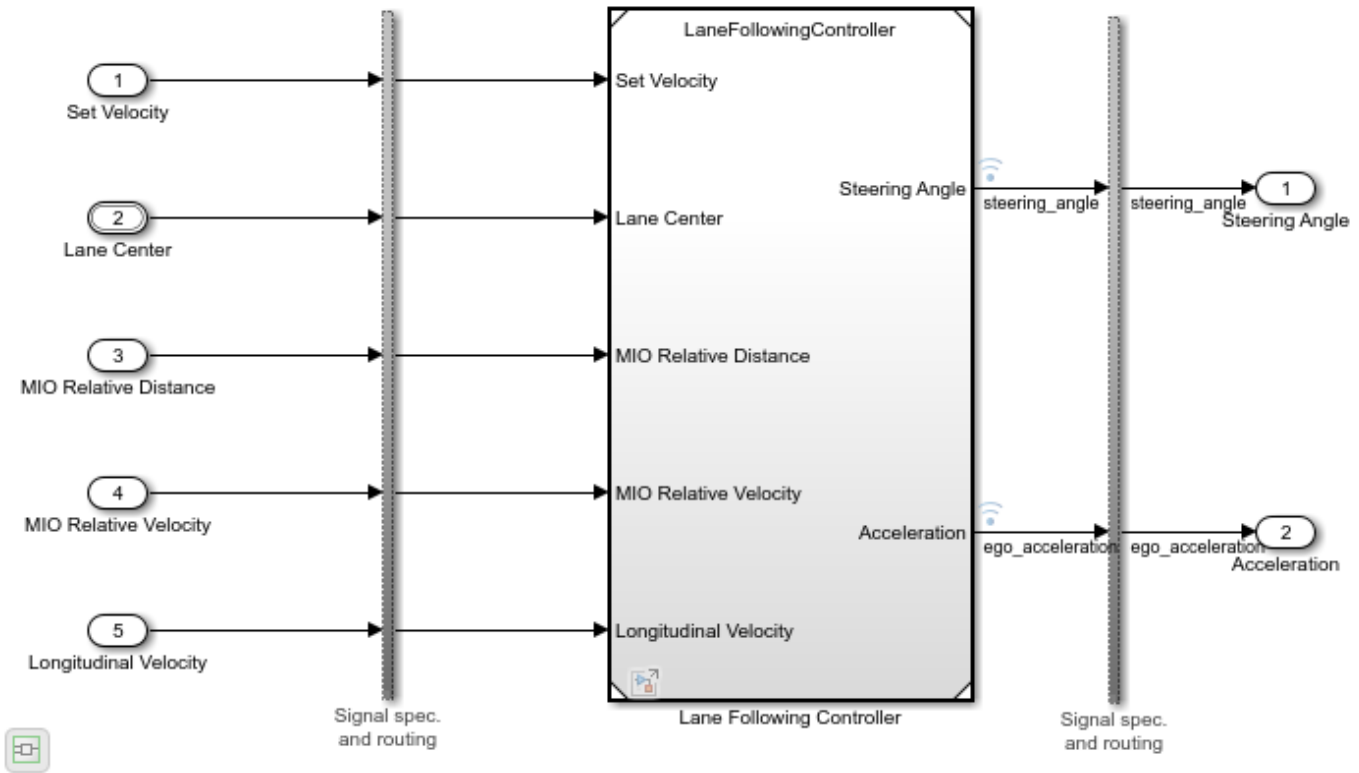 LaneFollowingController
1
Set Velocity
Set Velocity
2
Lane Center
Lane Center
3
MIO Relative Distance
MIO Relative Distance
4
MIO Relative Velocity
MIO Relative Velocity
5
Longitudinal Velocity
Longitudinal Velocity
Steering Angle
steering_angle
steering_angle
1
Steering Angle
Acceleration
ego_acceleration
ego_acceleration
2
Acceleration
Signal spec.
and routing
Lane Following Controller
Signal spec.
and routing